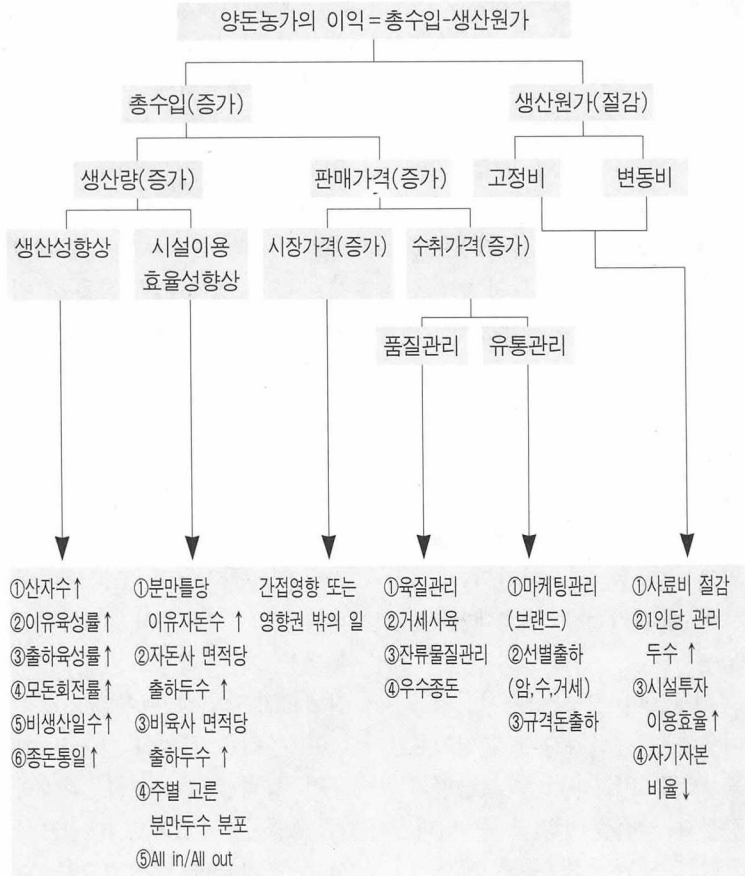 양돈농가의 이익 = 총수입-생산원가
총수입(증가)
생산원가(절감)
생산량(증가)
판매가격(증가)
고정비
변동비
생산성향상
시설이용
효율성향상
시장가격(증가)
수취가격(증가)
품질관리
유통관리
①산자수↑
②이유육성률↑
③출하육성률↑
④모돈회전률↑
⑤비생산일수↑
⑥종돈통일↑
①분만틀당
이유자돈수 ↑
②자돈사 면적당
출하두수 ↑
③비육사 면적당
출하두수 ↑
④주별 고른
분만두수 분포
⑤All in/All out
간접영향 또는
영향권 밖의 일
①육질관리
②거세사육
③잔류물질관리
④우수종돈
①마케팅관리
(브랜드)
②선별출하
(암,수,거세)
③규격돈출하
①사료비 절감
②1인당 관리
두수 ↑
③시설투자
이용효율↑
④자기자본
비율↓